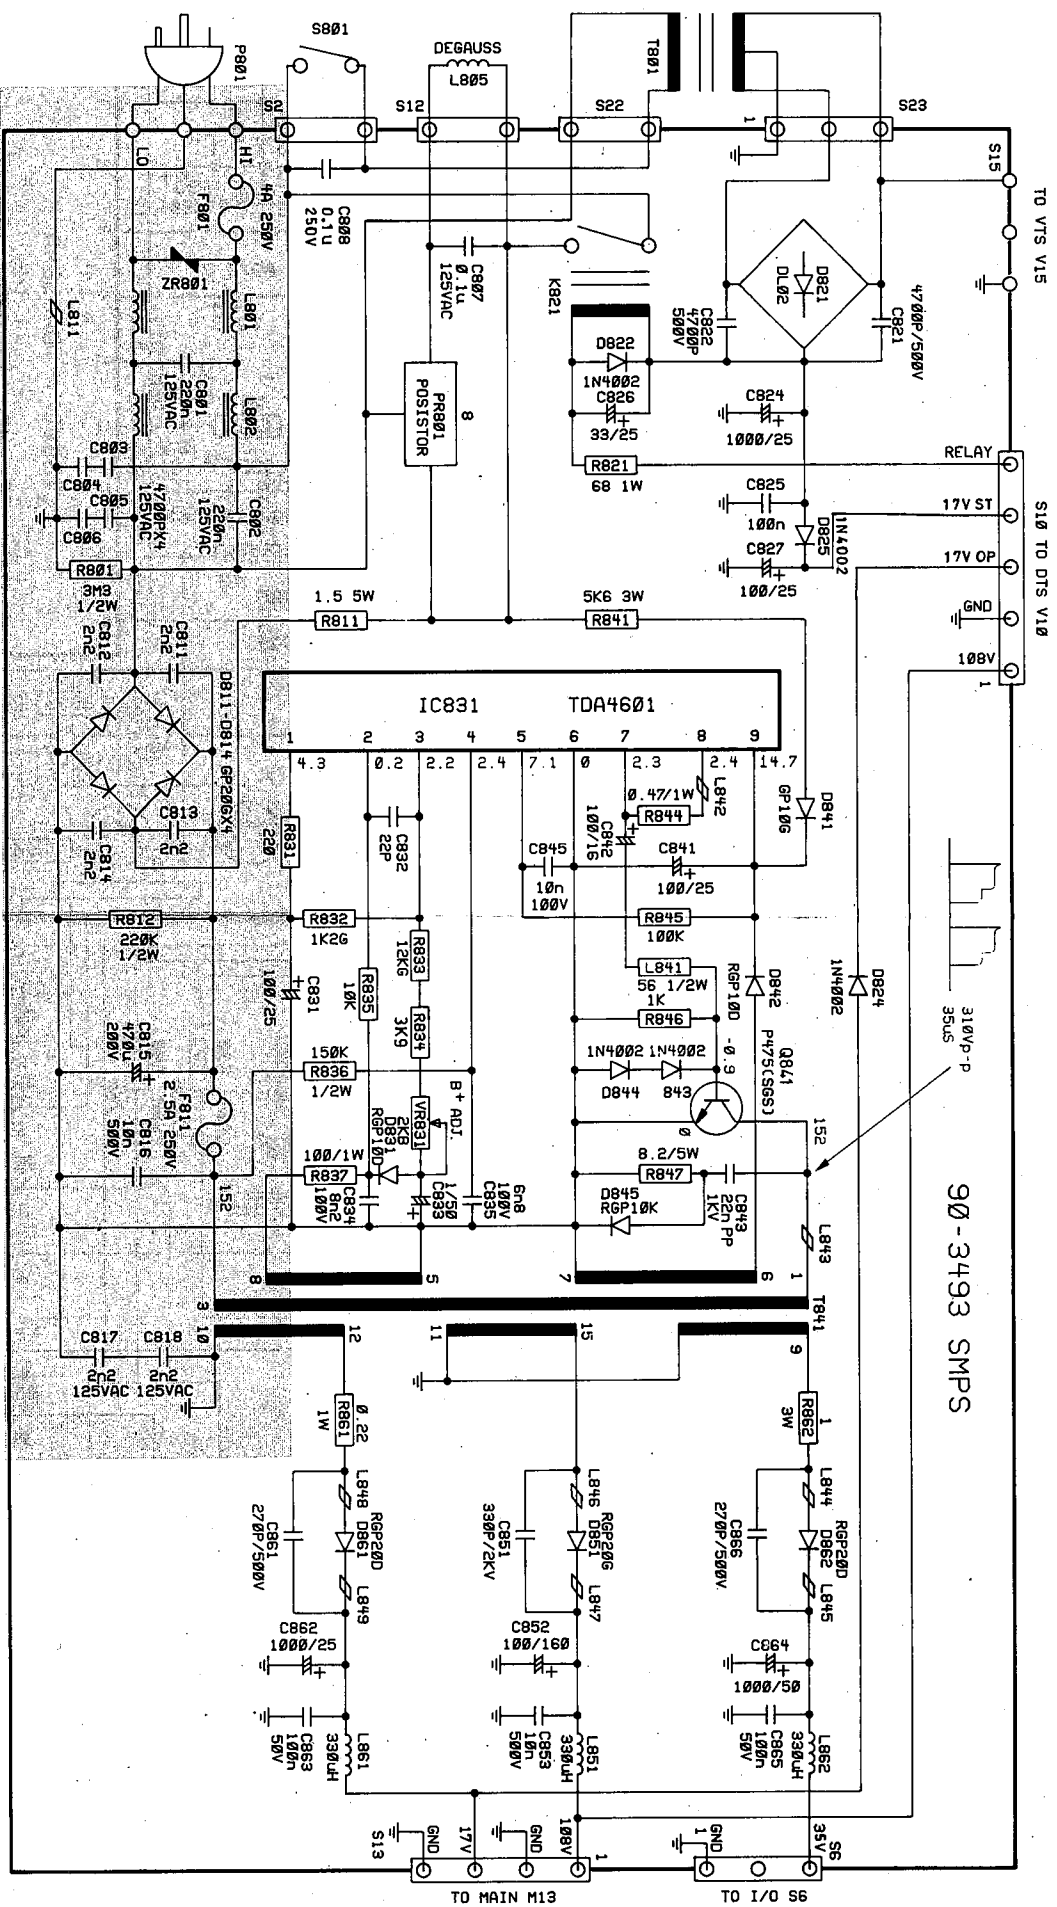 S801
DEGAUSS
L805
T801
P801
S2
S12
S22
S23
1
S15
TO VTS V15
LO
HI
4A 250V
F801
C808
0.1u
250V
C807
0.1u
125VAC
ZR801
L801
L811
C801
220n
125VAC
L802
K821
D822
1N4002
C826
33/25
C822
4700P
500V
D821
DL02
4700P/500V
C821
C824
1000/25
8
PR801
POSISTOR
R821
68 1W
RELAY
17V ST
17V OP
GND
108V
1
S10 TO DTS V10
C803
C804
C805
C806
4700PX4
125VAC
C802
220n
125VAC
C825
100n
D825
1N4002
C827
100/25
R801
3M3
1/2W
1.5 5W
R811
5K6 3W
R841
C812
2n2
C811
2n2
D811-D814 GP20GX4
IC831 TDA4601
1 2 3 4 5 6 7 8 9
4.3 0.2 2.2 2.4 7.1 0 2.3 2.4 14.7
C813
2n2
C814
2n2
R831
220
C832
22P
0.47/1W
R844
L842
C842
100/16
D841
GP10G
C845
10n
100V
C841
100/25
R812
220K
1/2W
R832
1K2G
R833
12KG
R845
100K
C831
100/25
R835
10K
R834
3K9
L841
56 1/2W
1K
R846
RGP10D
D842
1N4002
D824
310Vp-p
35uS
C815
470u
200V
F811
2.5A 250V
150K
R836
1/2W
B+ ADJ.
VR831
2KB
D831
RGP10D
1N4002 1N4002
D844 843
-0.9
0
Q841
P475(SGS)
152
C816
10n
500V
152
100/1W
R837
C834
8n2
100V
C833
1/50
C835
100V
6n8
8.2/5W
R847
D845
RGP10K
C843
22n PP
1KV
L843
90-3493 SMPS
8
5
7
6
1
3
T841
10
12
11
15
9
C817
2n2
125VAC
C818
2n2
125VAC
0.22
R861
1W
1
R862
3W
L848
RGP20D
D861
L849
C861
270P/500V
L846
RGP20G
D851
L847
C851
330P/2KV
L844
RGP20D
D862
L845
C866
270P/500V
C862
1000/25
C852
100/160
C864
1000/50
C863
100n
50V
L861
330uH
C853
10n
500V
L851
330uH
C865
100n
50V
L862
330uH
S13
GND
17V
GND
108V
1
GND
1
35V
S6
TO MAIN M13
TO I/O S6